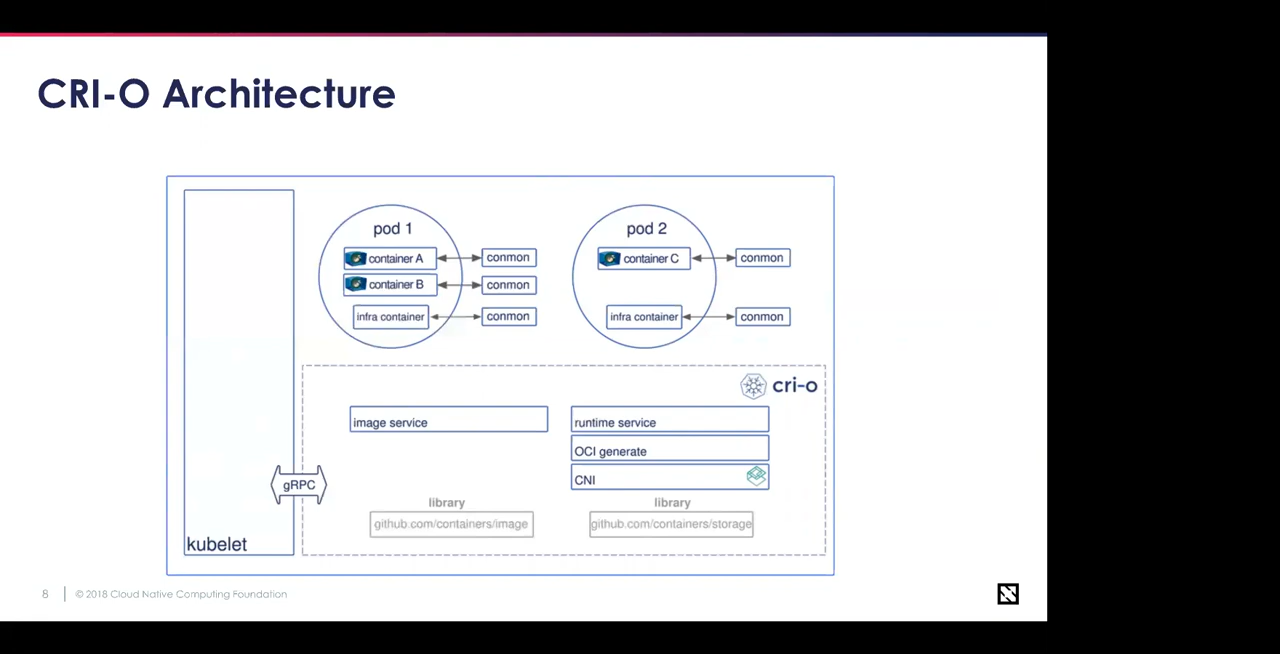 CRI-O Architecture
pod 1
container A
conmon
container B
conmon
infra container
conmon
pod 2
container C
conmon
infra container
conmon
cri-o
image service
runtime service
OCI generate
CNI
gRPC
library
github.com/containers/image
library
github.com/containers/storage
kubelet
8
© 2018 Cloud Native Computing Foundation